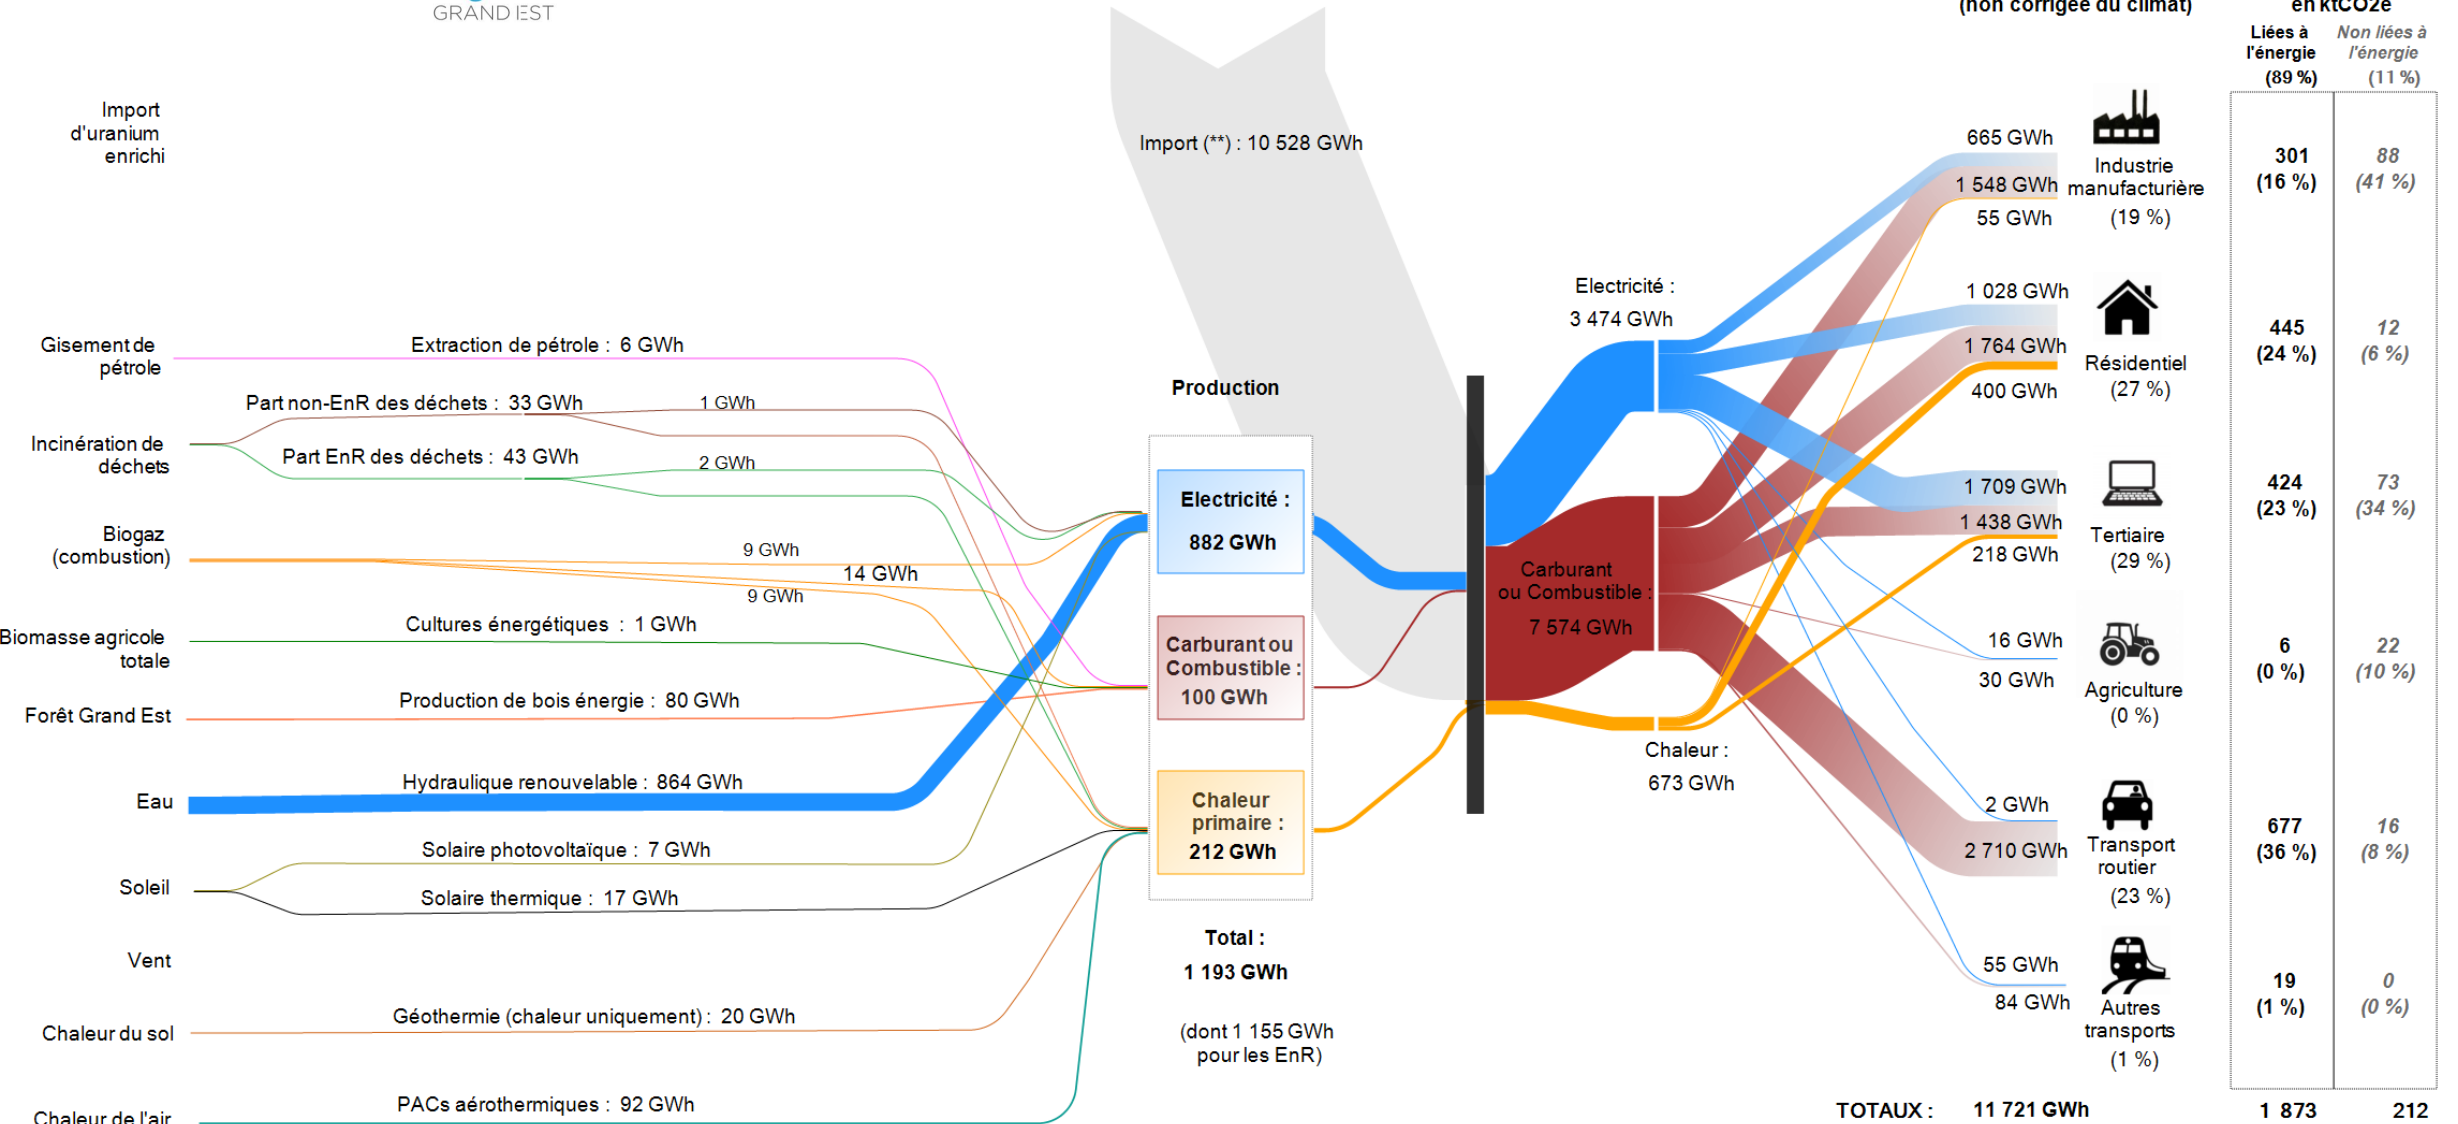 GRAND EST
(non corrigée du climat)
en ktCO2e
Liées à
l'énergie
(89 %)
Non liées à
l'énergie
(11 %)
Import
d'uranium
enrichi
Import (**) : 10 528 GWh
665 GWh
1 548 GWh
55 GWh
Industrie
manufacturière
(19 %)
301
(16 %)
88
(41 %)
Electricité :
3 474 GWh
1 028 GWh
1 764 GWh
400 GWh
Résidentiel
(27 %)
445
(24 %)
12
(6 %)
Gisement de
pétrole
Extraction de pétrole : 6 GWh
Production
Incinération de
déchets
Part non-EnR des déchets : 33 GWh
1 GWh
Part EnR des déchets : 43 GWh
2 GWh
Electricité :
882 GWh
1 709 GWh
1 438 GWh
218 GWh
Tertiaire
(29 %)
424
(23 %)
73
(34 %)
Biogaz
(combustion)
9 GWh
14 GWh
9 GWh
Carburant
ou Combustible :
7 574 GWh
Biomasse agricole
totale
Cultures énergétiques : 1 GWh
Carburant ou
Combustible :
100 GWh
16 GWh
30 GWh
Agriculture
(0 %)
6
(0 %)
22
(10 %)
Forêt Grand Est
Production de bois énergie : 80 GWh
Chaleur :
673 GWh
Eau
Hydraulique renouvelable : 864 GWh
Chaleur
primaire :
212 GWh
2 GWh
2 710 GWh
Transport
routier
(23 %)
677
(36 %)
16
(8 %)
Soleil
Solaire photovoltaïque : 7 GWh
Solaire thermique : 17 GWh
Vent
Total :
1 193 GWh
(dont 1 155 GWh
pour les EnR)
55 GWh
84 GWh
Autres
transports
(1 %)
19
(1 %)
0
(0 %)
Chaleur du sol
Géothermie (chaleur uniquement) : 20 GWh
Chaleur de l'air
PACs aérothermiques : 92 GWh
TOTAUX : 11 721 GWh
1 873
212